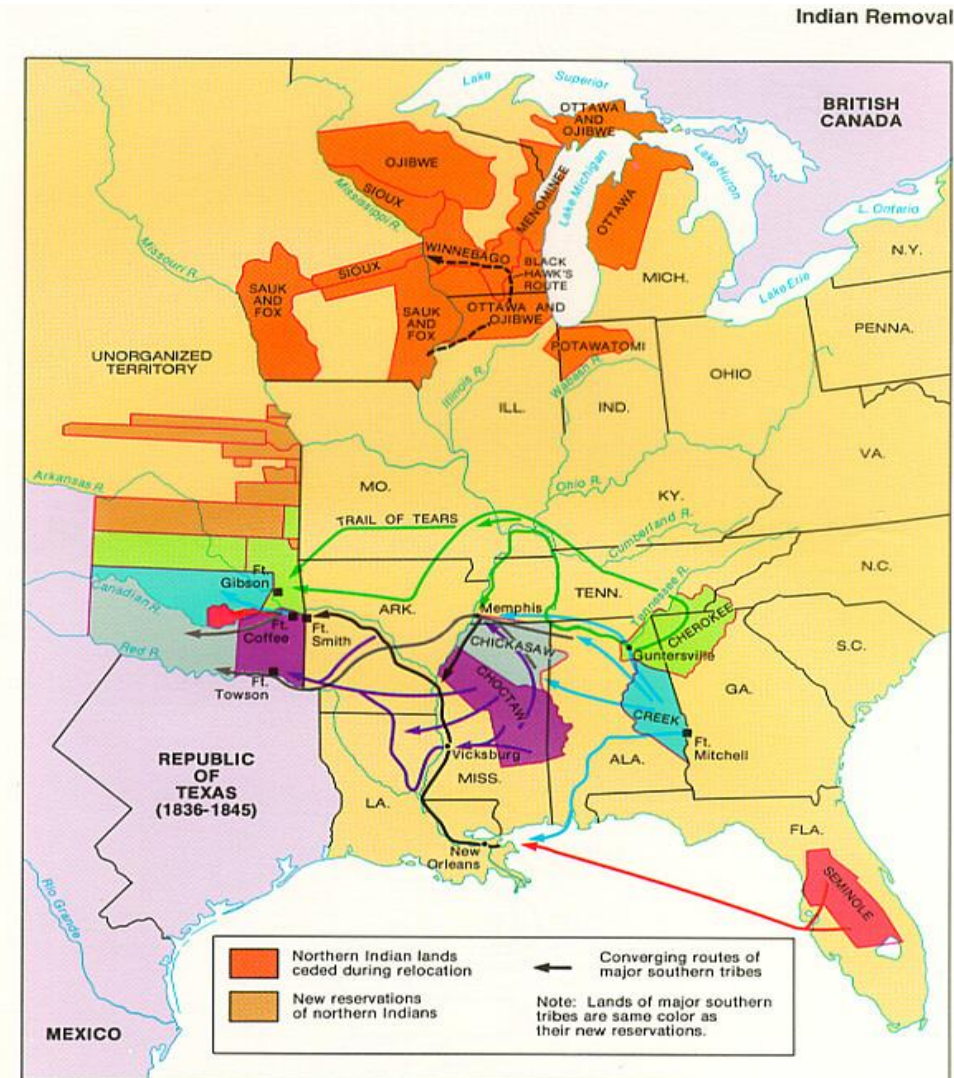 Indian Removal
Lake Superior
BRITISH
CANADA
OTTAWA
AND
OJIBWE
OJIBWE
SIOUX
Mississippi R.
MENOMINEE
Lake Michigan
OTTAWA
Lake Huron
L. Ontario
N.Y.
Missouri R.
WINNEBAGO
SIOUX
BLACK
HAWK'S
ROUTE
MICH.
Lake Erie
SAUK
AND
FOX
SAUK
AND
FOX
OTTAWA AND
OJIBWE
PENNA.
UNORGANIZED
TERRITORY
POTAWATOMI
OHIO
Illinois R.
Wabash R.
ILL.
IND.
VA.
Arkansas R.
MO.
Ohio R.
KY.
TRAIL OF TEARS
Cumberland R.
N.C.
Ft.
Gibson
Canadian R.
ARK.
Memphis
TENN.
Tennessee R.
CHEROKEE
Ft.
Coffee
Ft.
Smith
CHICKASAW
Guntersville
S.C.
Red R.
Ft.
Towson
CHOCTAW
CREEK
GA.
Ft.
Mitchell
REPUBLIC
OF
TEXAS
(1836-1845)
Vicksburg
MISS.
ALA.
LA.
New
Orleans
FLA.
SEMINOLE
Rio Grande
MEXICO
Northern Indian lands
ceded during relocation
New reservations
of northern Indians
Converging routes of
major southern tribes
Note: Lands of major southern
tribes are same color as
their new reservations.